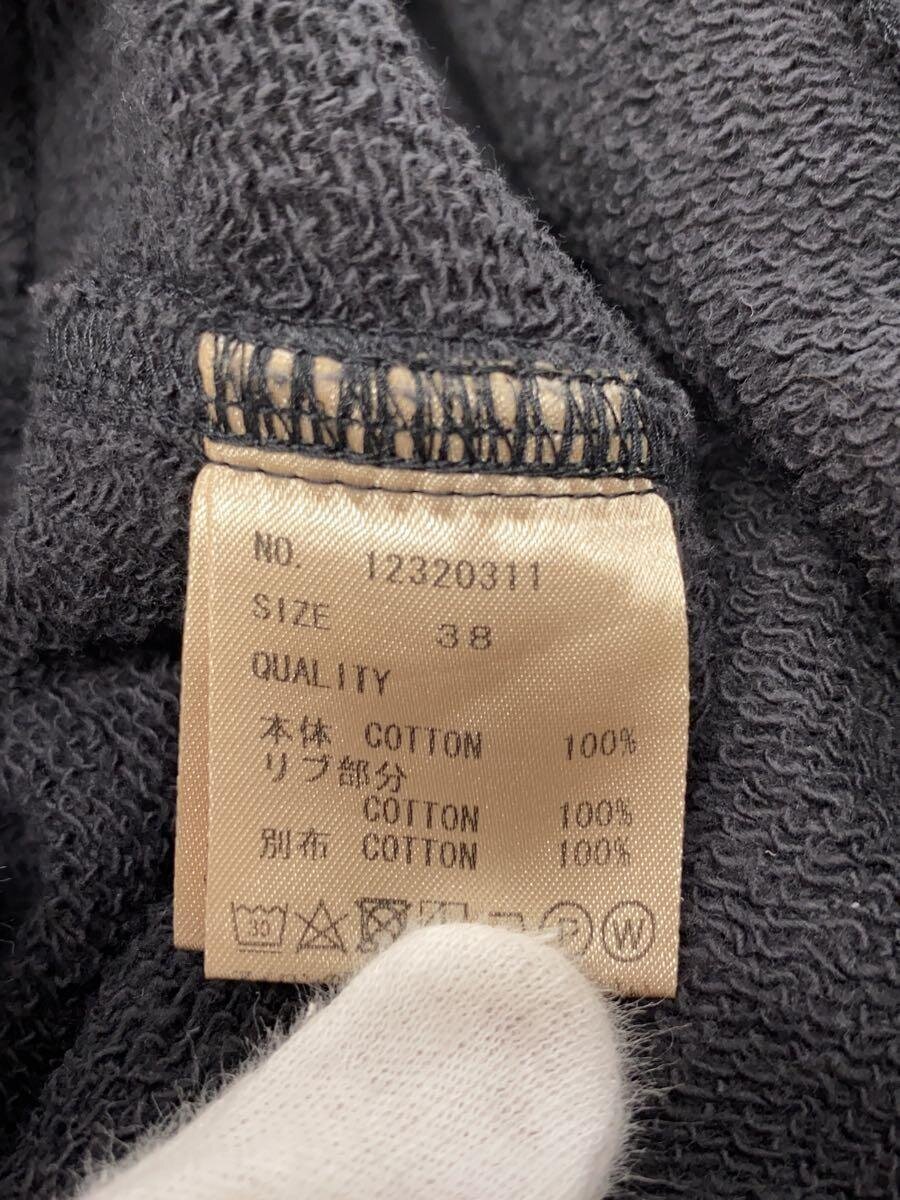 NO. 12320311
SIZE 38
QUALITY
本体 COTTON 100%
リブ部分
COTTON 100%
別布 COTTON 100%
30 P W